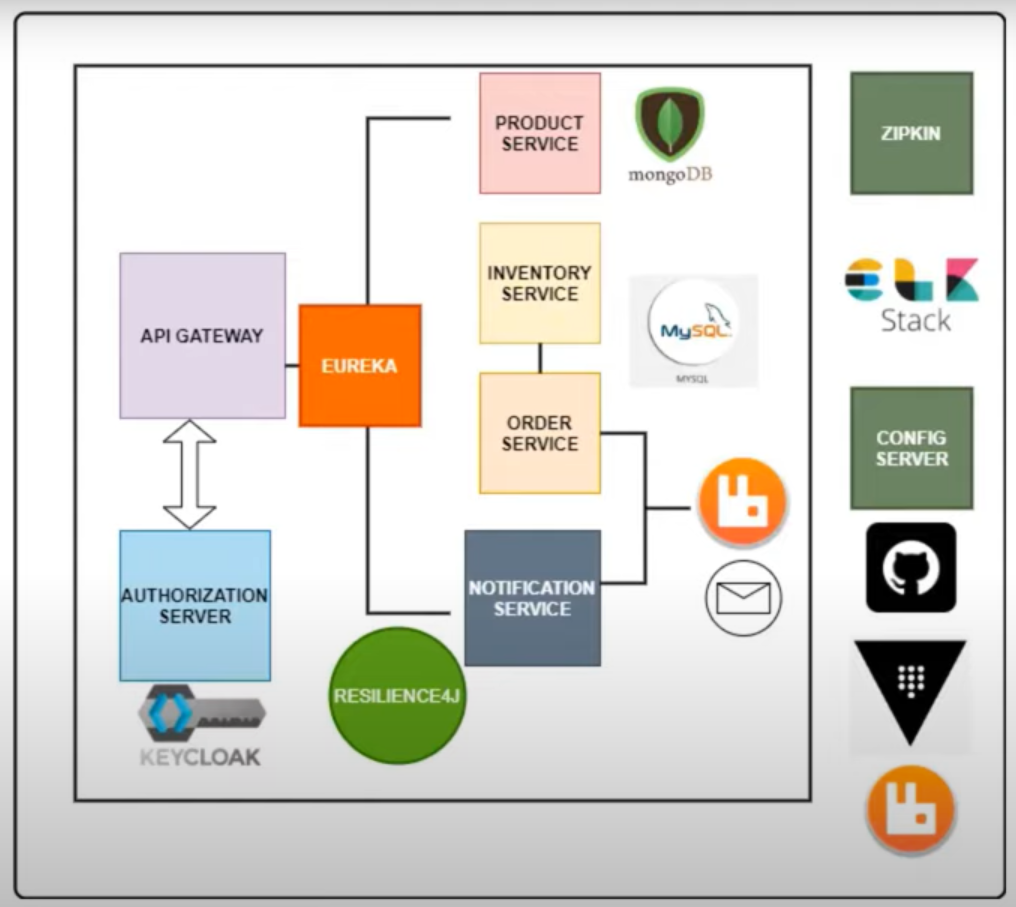 PRODUCT
SERVICE
mongoDB
ZIPKIN
INVENTORY
SERVICE
API GATEWAY
EUREKA
MySQL
MYSQL
ELK
Stack
ORDER
SERVICE
CONFIG
SERVER
AUTHORIZATION
SERVER
NOTIFICATION
SERVICE
RESILIENCE4J
KEYCLOAK